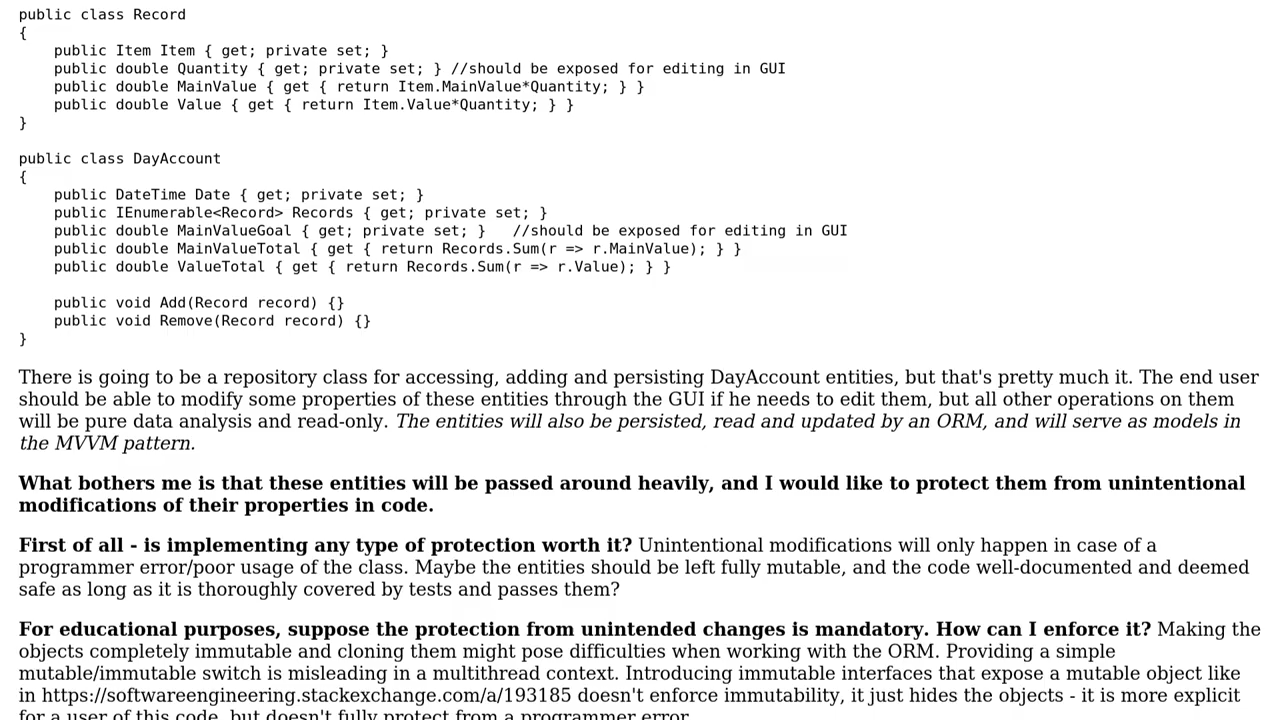 public class Record
{
    public Item Item { get; private set; }
    public double Quantity { get; private set; } //should be exposed for editing in GUI
    public double MainValue { get { return Item.MainValue*Quantity; } }
    public double Value { get { return Item.Value*Quantity; } }
}

public class DayAccount
{
    public DateTime Date { get; private set; }
    public IEnumerable<Record> Records { get; private set; }
    public double MainValueGoal { get; private set; }   //should be exposed for editing in GUI
    public double MainValueTotal { get { return Records.Sum(r => r.MainValue); } }
    public double ValueTotal { get { return Records.Sum(r => r.Value); } }

    public void Add(Record record) {}
    public void Remove(Record record) {}
}

There is going to be a repository class for accessing, adding and persisting DayAccount entities, but that's pretty much it. The end user
should be able to modify some properties of these entities through the GUI if he needs to edit them, but all other operations on them
will be pure data analysis and read-only. The entities will also be persisted, read and updated by an ORM, and will serve as models in
the MVVM pattern.

What bothers me is that these entities will be passed around heavily, and I would like to protect them from unintentional
modifications of their properties in code.

First of all - is implementing any type of protection worth it? Unintentional modifications will only happen in case of a
programmer error/poor usage of the class. Maybe the entities should be left fully mutable, and the code well-documented and deemed
safe as long as it is thoroughly covered by tests and passes them?

For educational purposes, suppose the protection from unintended changes is mandatory. How can I enforce it? Making the
objects completely immutable and cloning them might pose difficulties when working with the ORM. Providing a simple
mutable/immutable switch is misleading in a multithread context. Introducing immutable interfaces that expose a mutable object like
in https://softwareengineering.stackexchange.com/a/193185 doesn't enforce immutability, it just hides the objects - it is more explicit
for a user of this code, but doesn't fully protect from a programmer error.